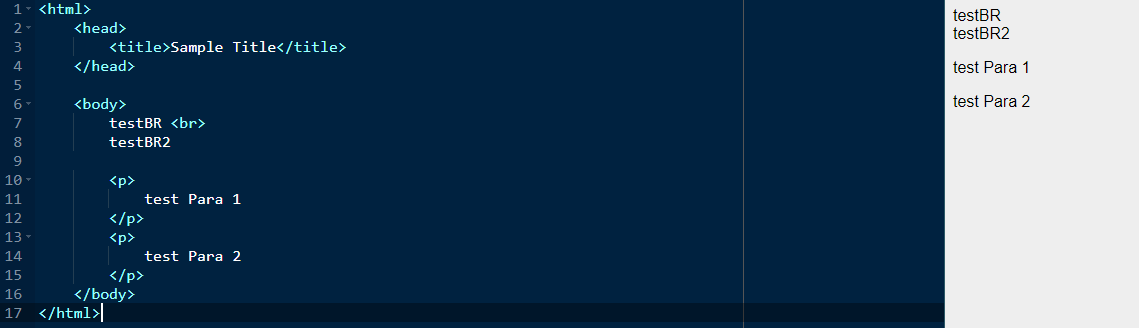 1 <html>
2     <head>
3         <title>Sample Title</title>
4     </head>
5
6     <body>
7         testBR <br>
8         testBR2
9
10         <p>
11             test Para 1
12         </p>
13         <p>
14             test Para 2
15         </p>
16     </body>
17 </html>
testBR
testBR2
test Para 1
test Para 2